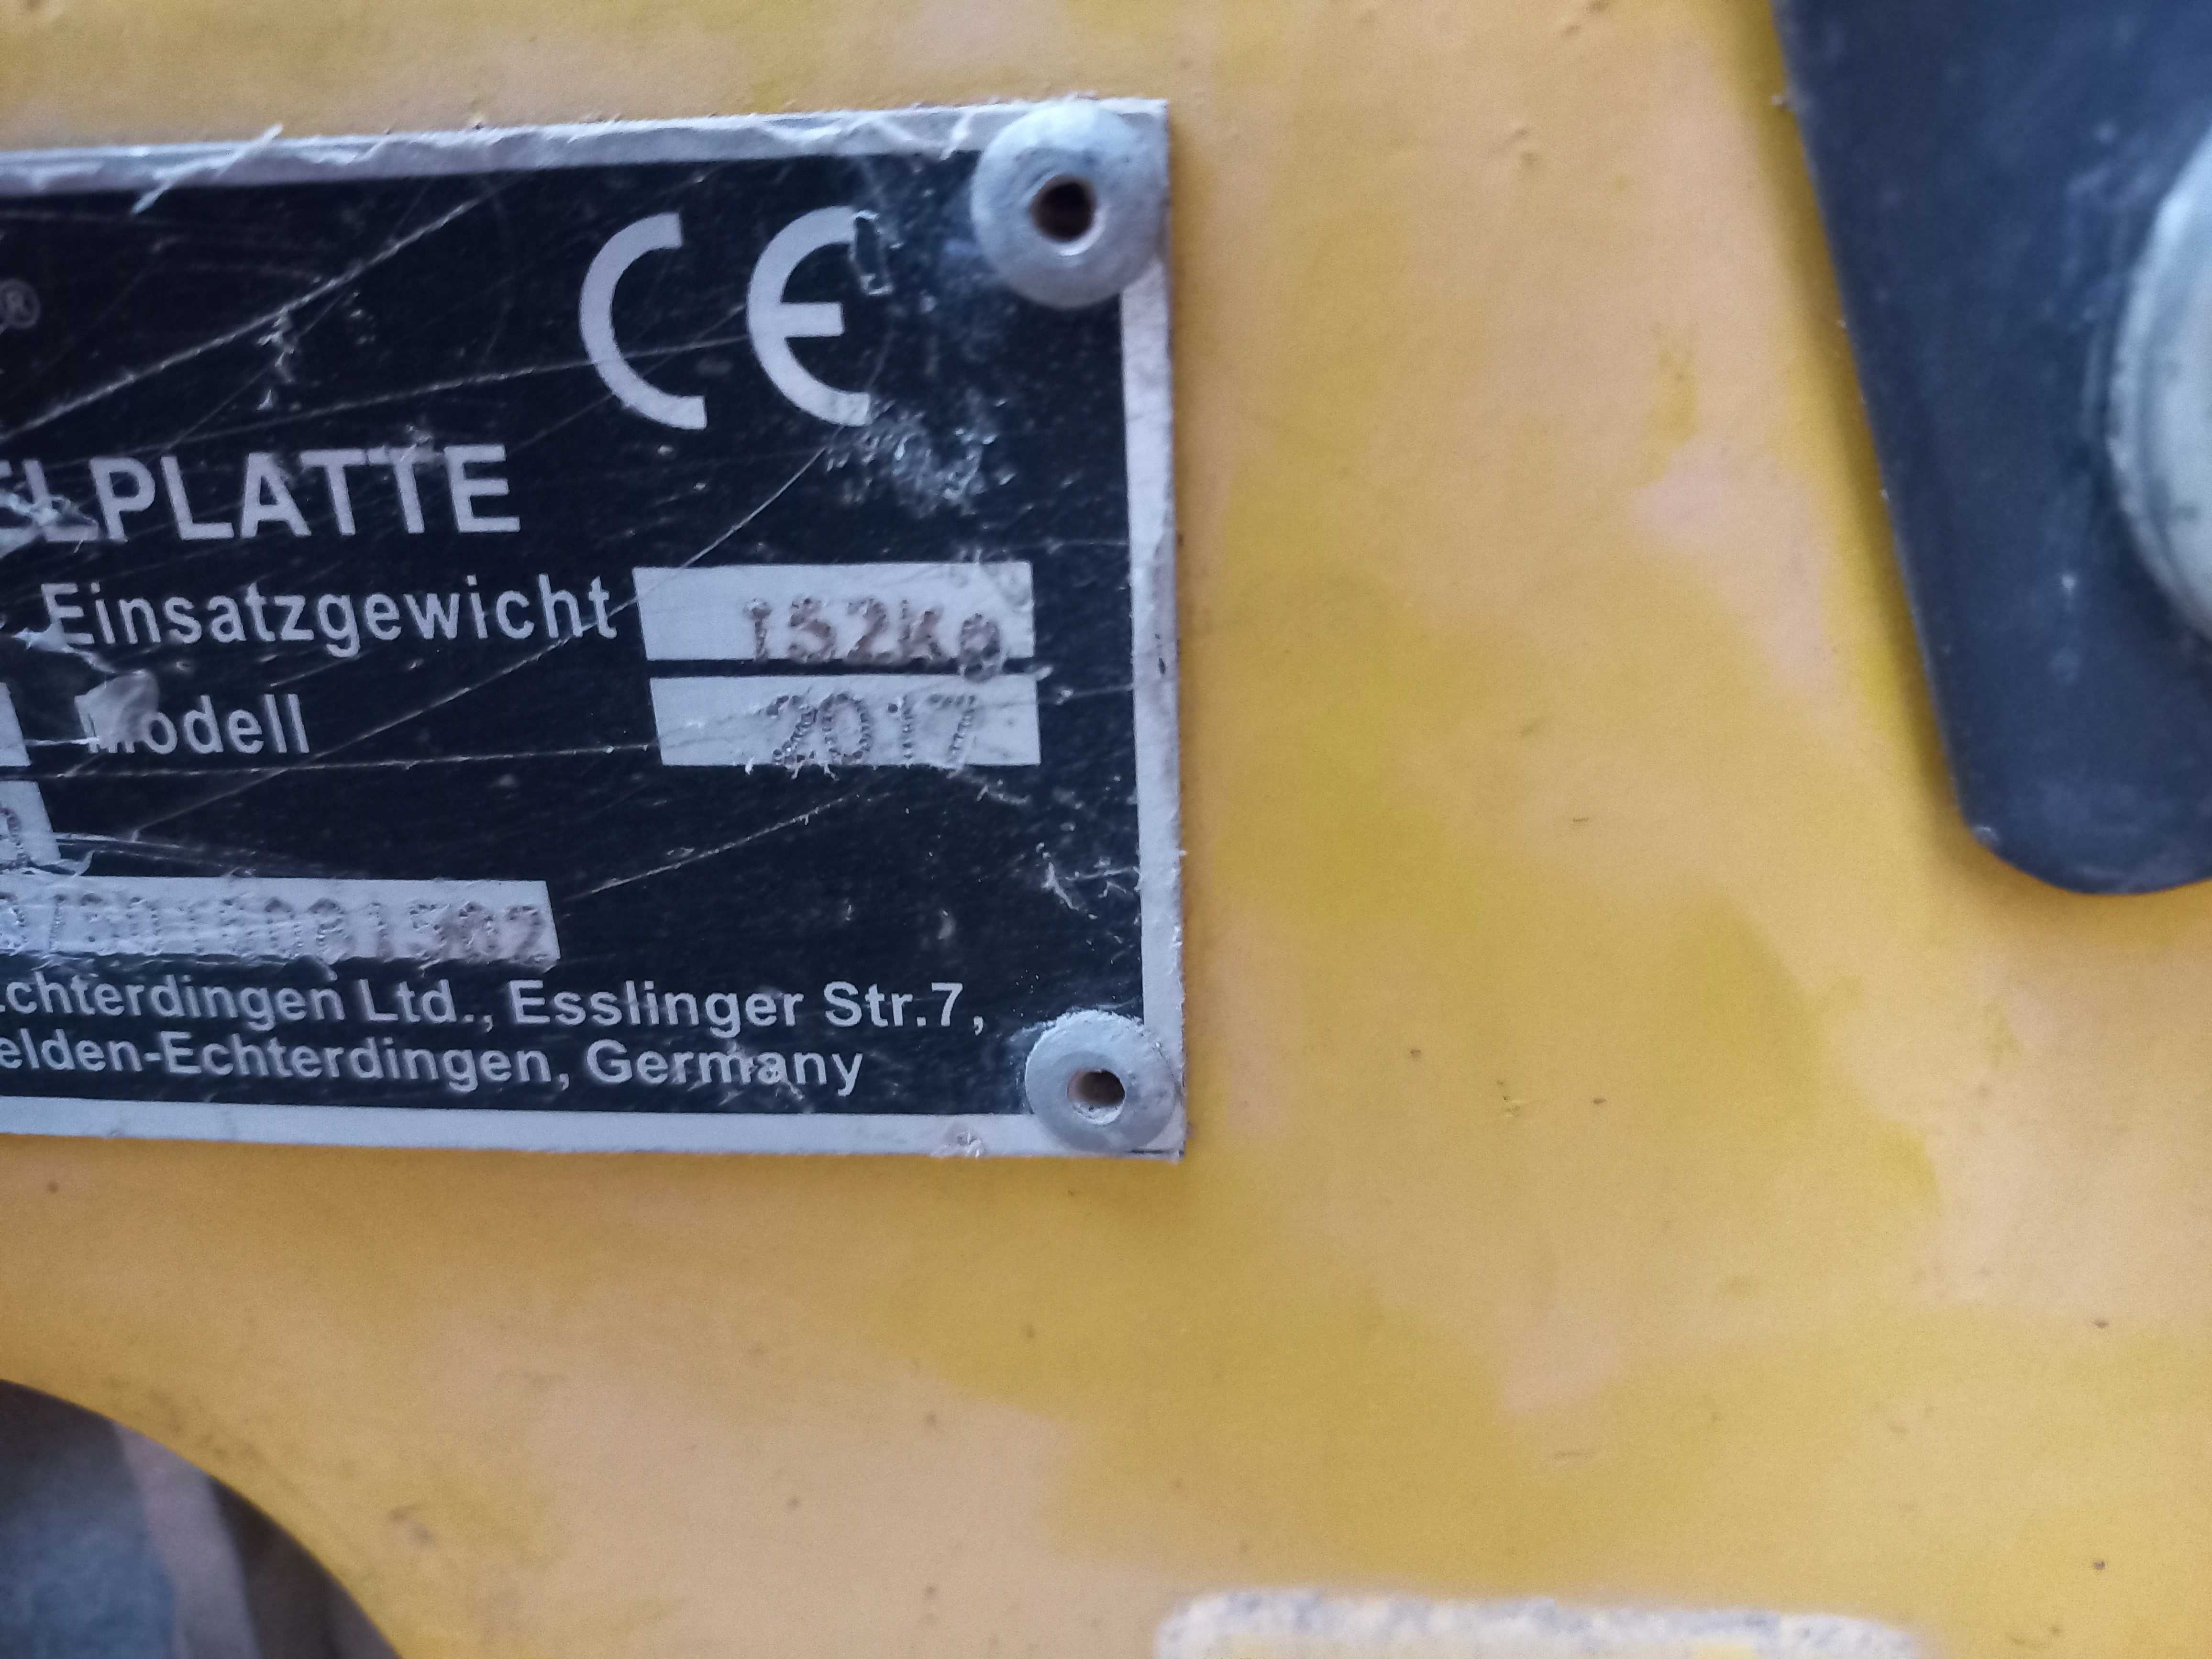 ® CE
ELPLATTE
Einsatzgewicht 152Kg
Modell 2017
chterdingen Ltd., Esslinger Str.7,
elden-Echterdingen, Germany